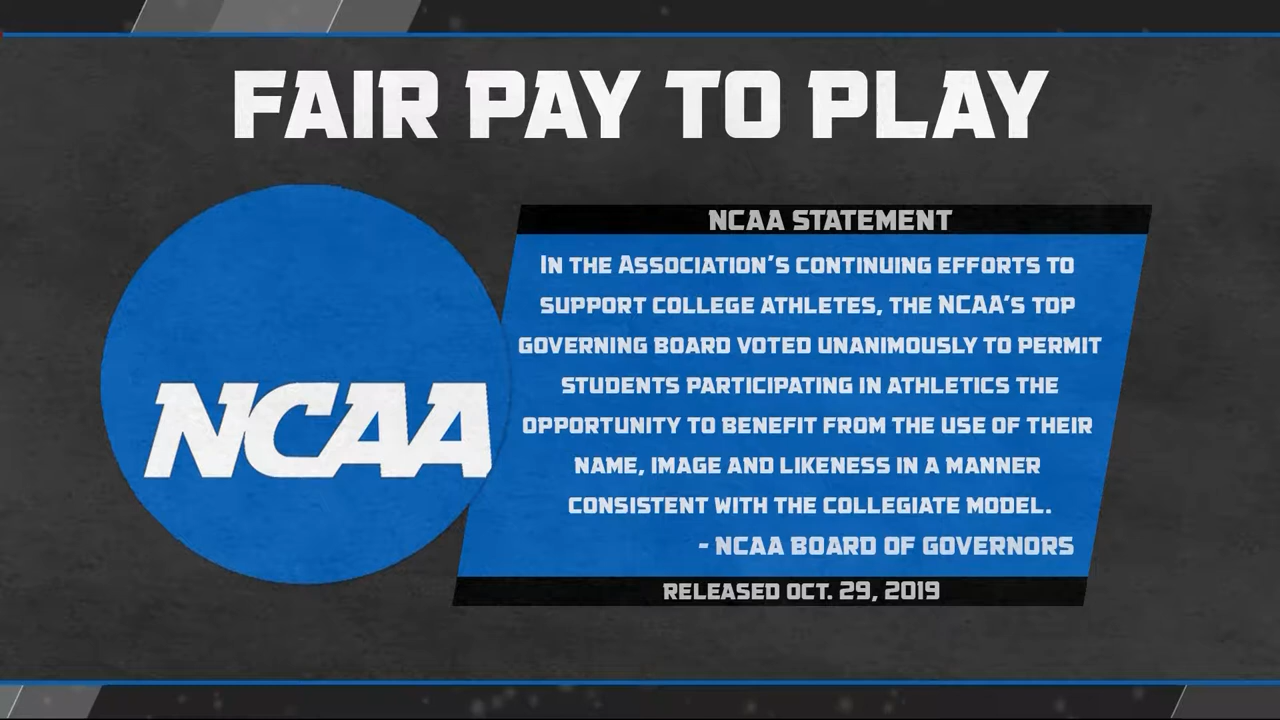 FAIR PAY TO PLAY
NCAA
NCAA STATEMENT
IN THE ASSOCIATION'S CONTINUING EFFORTS TO
SUPPORT COLLEGE ATHLETES, THE NCAA'S TOP
GOVERNING BOARD VOTED UNANIMOUSLY TO PERMIT
STUDENTS PARTICIPATING IN ATHLETICS THE
OPPORTUNITY TO BENEFIT FROM THE USE OF THEIR
NAME, IMAGE AND LIKENESS IN A MANNER
CONSISTENT WITH THE COLLEGIATE MODEL.
- NCAA BOARD OF GOVERNORS
RELEASED OCT. 29, 2019